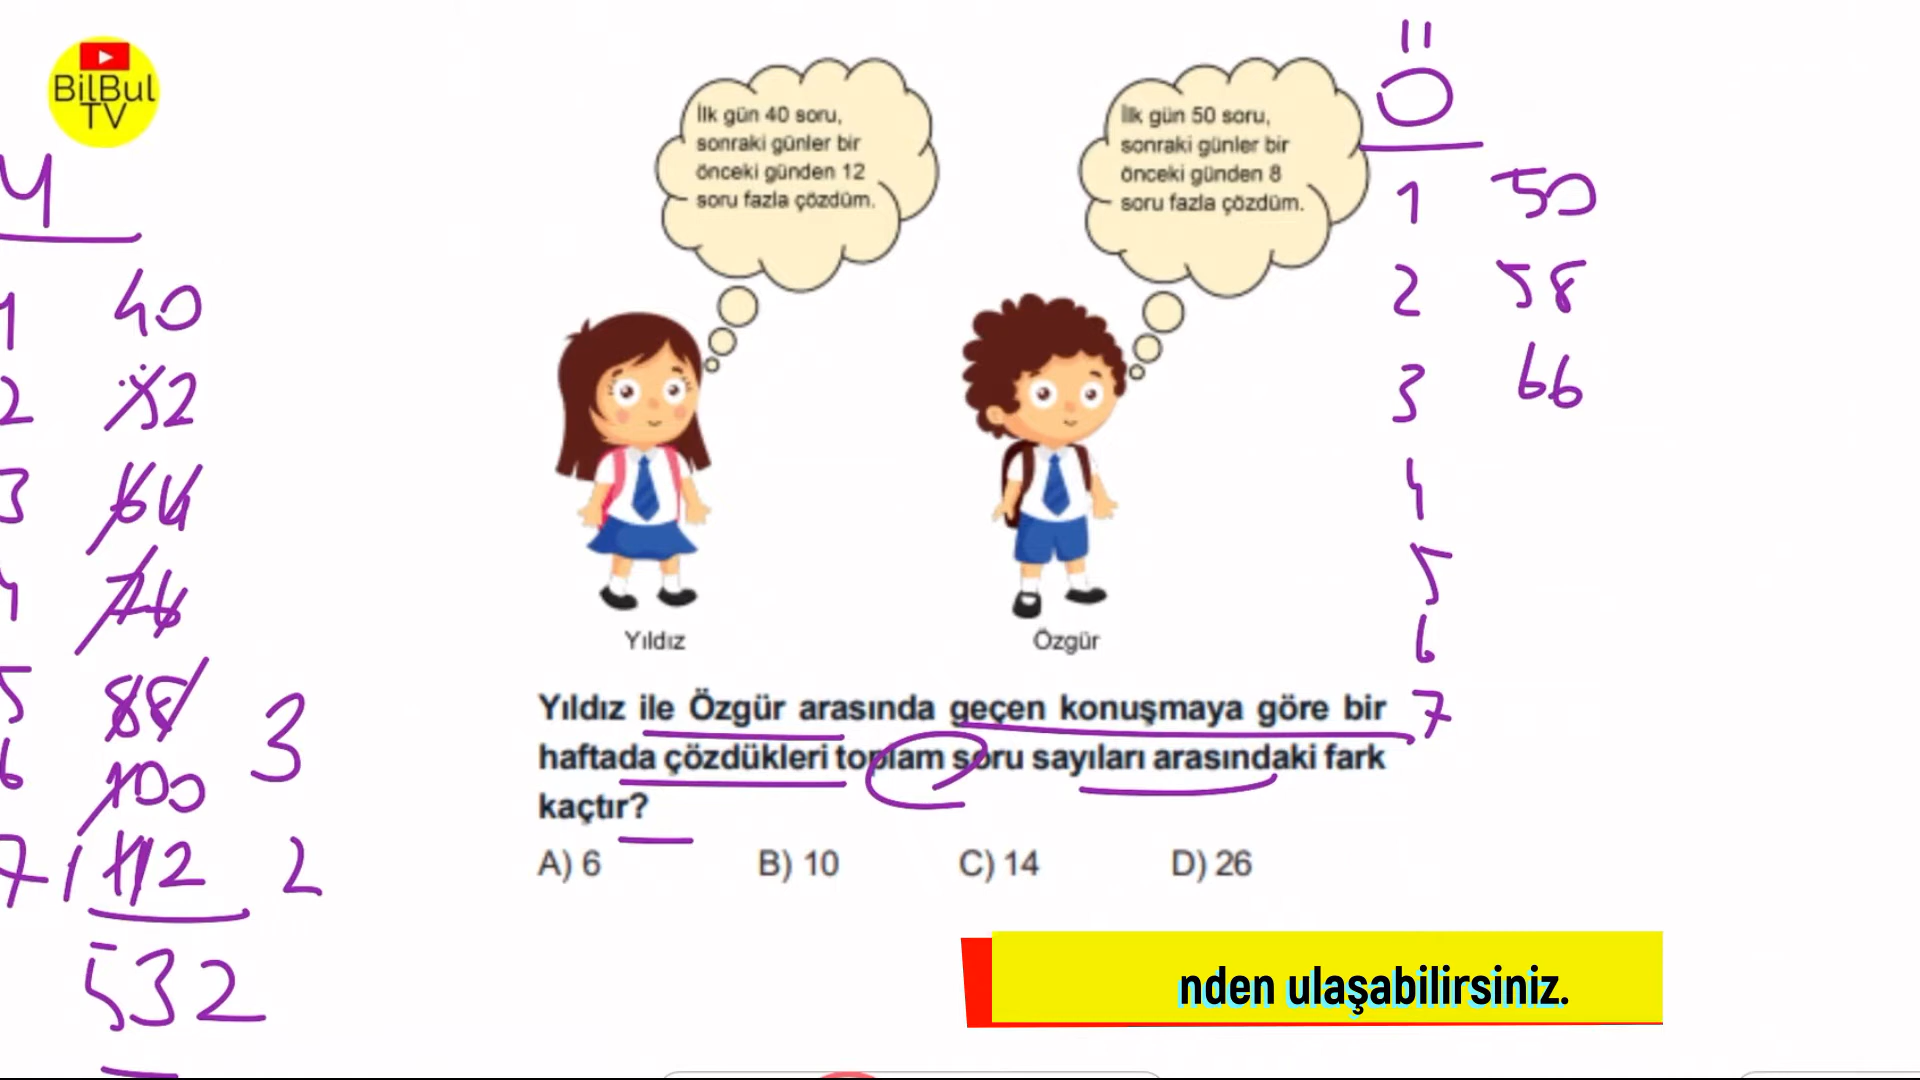 BilBul
TV
İlk gün 40 soru,
sonraki günler bir
önceki günden 12
soru fazla çözdüm.
İlk gün 50 soru,
sonraki günler bir
önceki günden 8
soru fazla çözdüm.
Ö
1 50
2 58
3 66
4
5
6
7
Y
1 40
2 52
3 64
4 76
5 88 3
6 100
7 112 2
532
Yıldız
Özgür
Yıldız ile Özgür arasında geçen konuşmaya göre bir
haftada çözdükleri toplam soru sayıları arasındaki fark
kaçtır?
A) 6 B) 10 C) 14 D) 26
nden ulaşabilirsiniz.